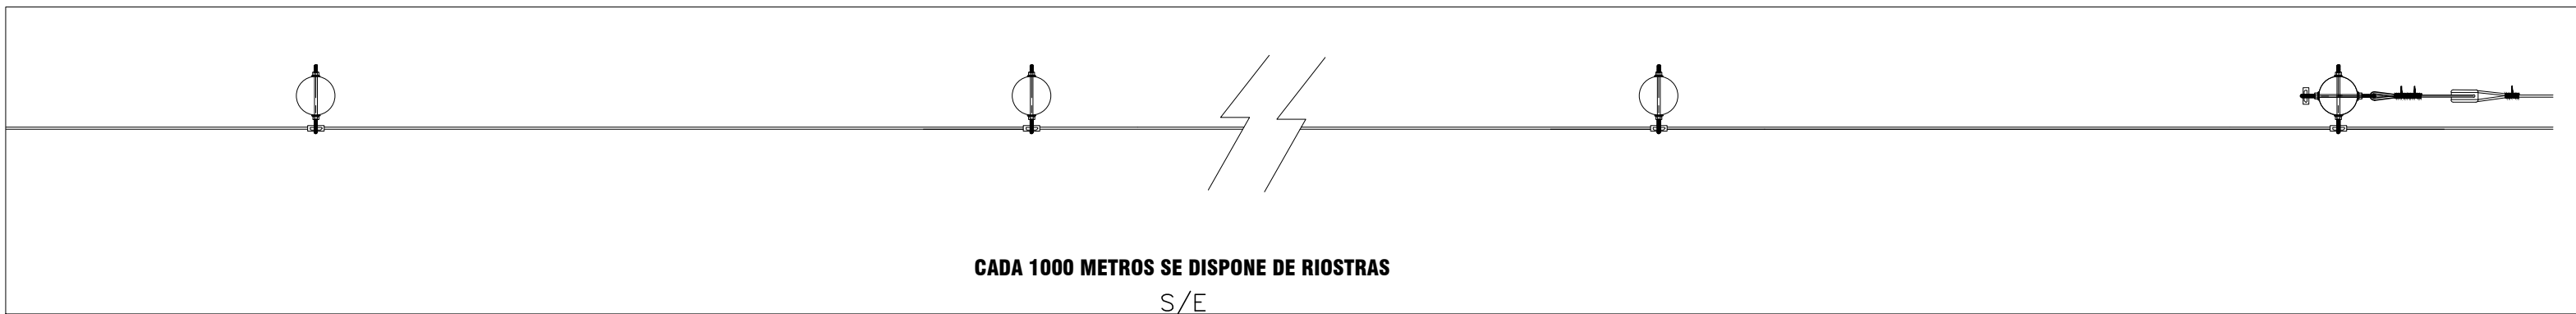 CADA 1000 METROS SE DISPONE DE RIOSTRAS
S/E